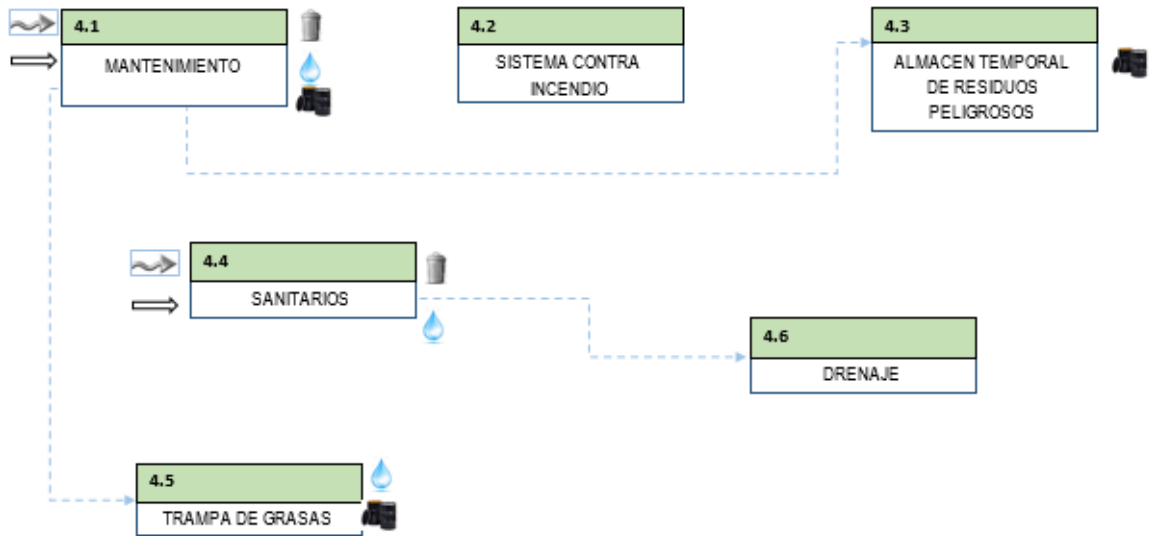 4.1
MANTENIMIENTO
4.2
SISTEMA CONTRA
INCENDIO
4.3
ALMACEN TEMPORAL
DE RESIDUOS
PELIGROSOS
4.4
SANITARIOS
4.6
DRENAJE
4.5
TRAMPA DE GRASAS